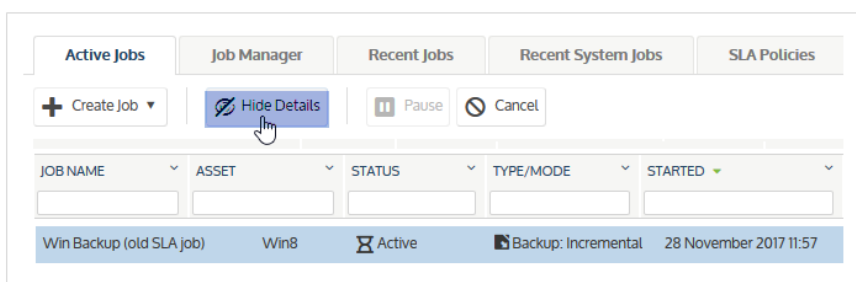 Active Jobs Job Manager Recent Jobs Recent System Jobs SLA Policies
Create Job Hide Details Pause Cancel
JOB NAME ASSET STATUS TYPE/MODE STARTED
Win Backup (old SLA job) Win8 Active Backup: Incremental 28 November 2017 11:57